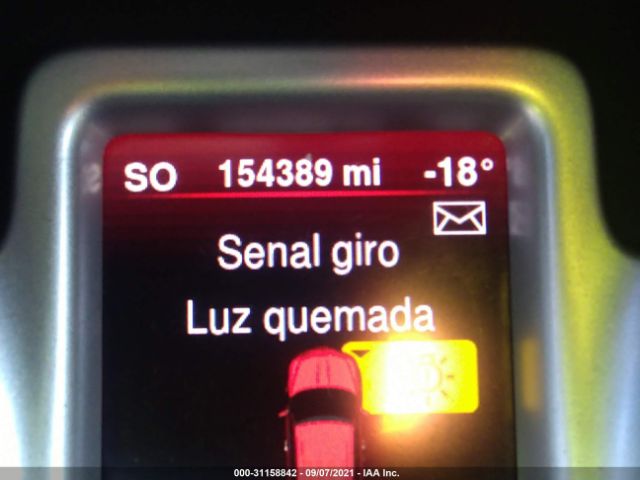 SO 154389 mi -18°
Senal giro
Luz quemada
000-31158842 - 09/07/2021 - IAA Inc.